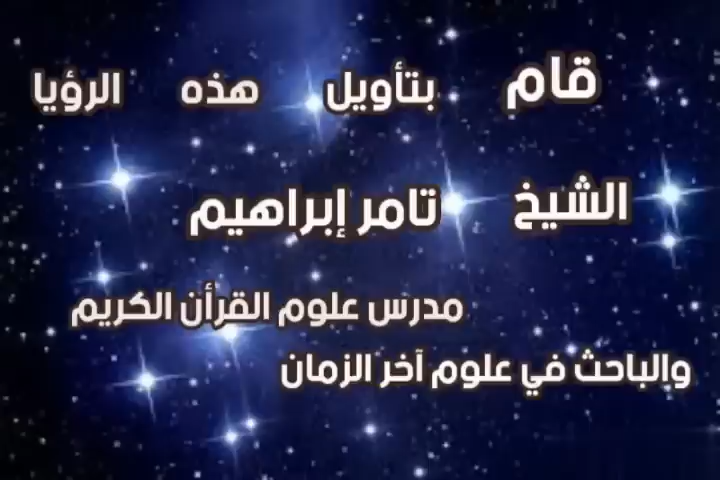 قام بتأويل هذه الرؤيا
الشيخ تامر إبراهيم
مدرس علوم القرأن الكريم
والباحث في علوم آخر الزمان